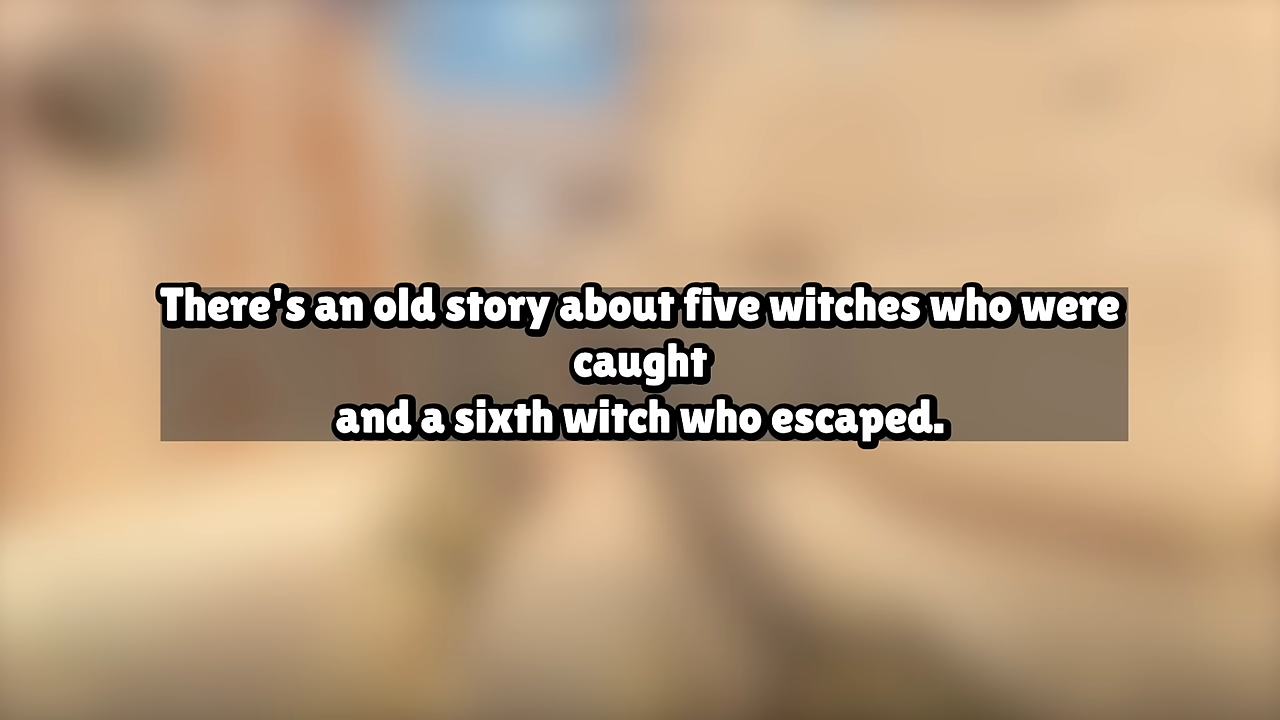 There's an old story about five witches who were
caught
and a sixth witch who escaped.